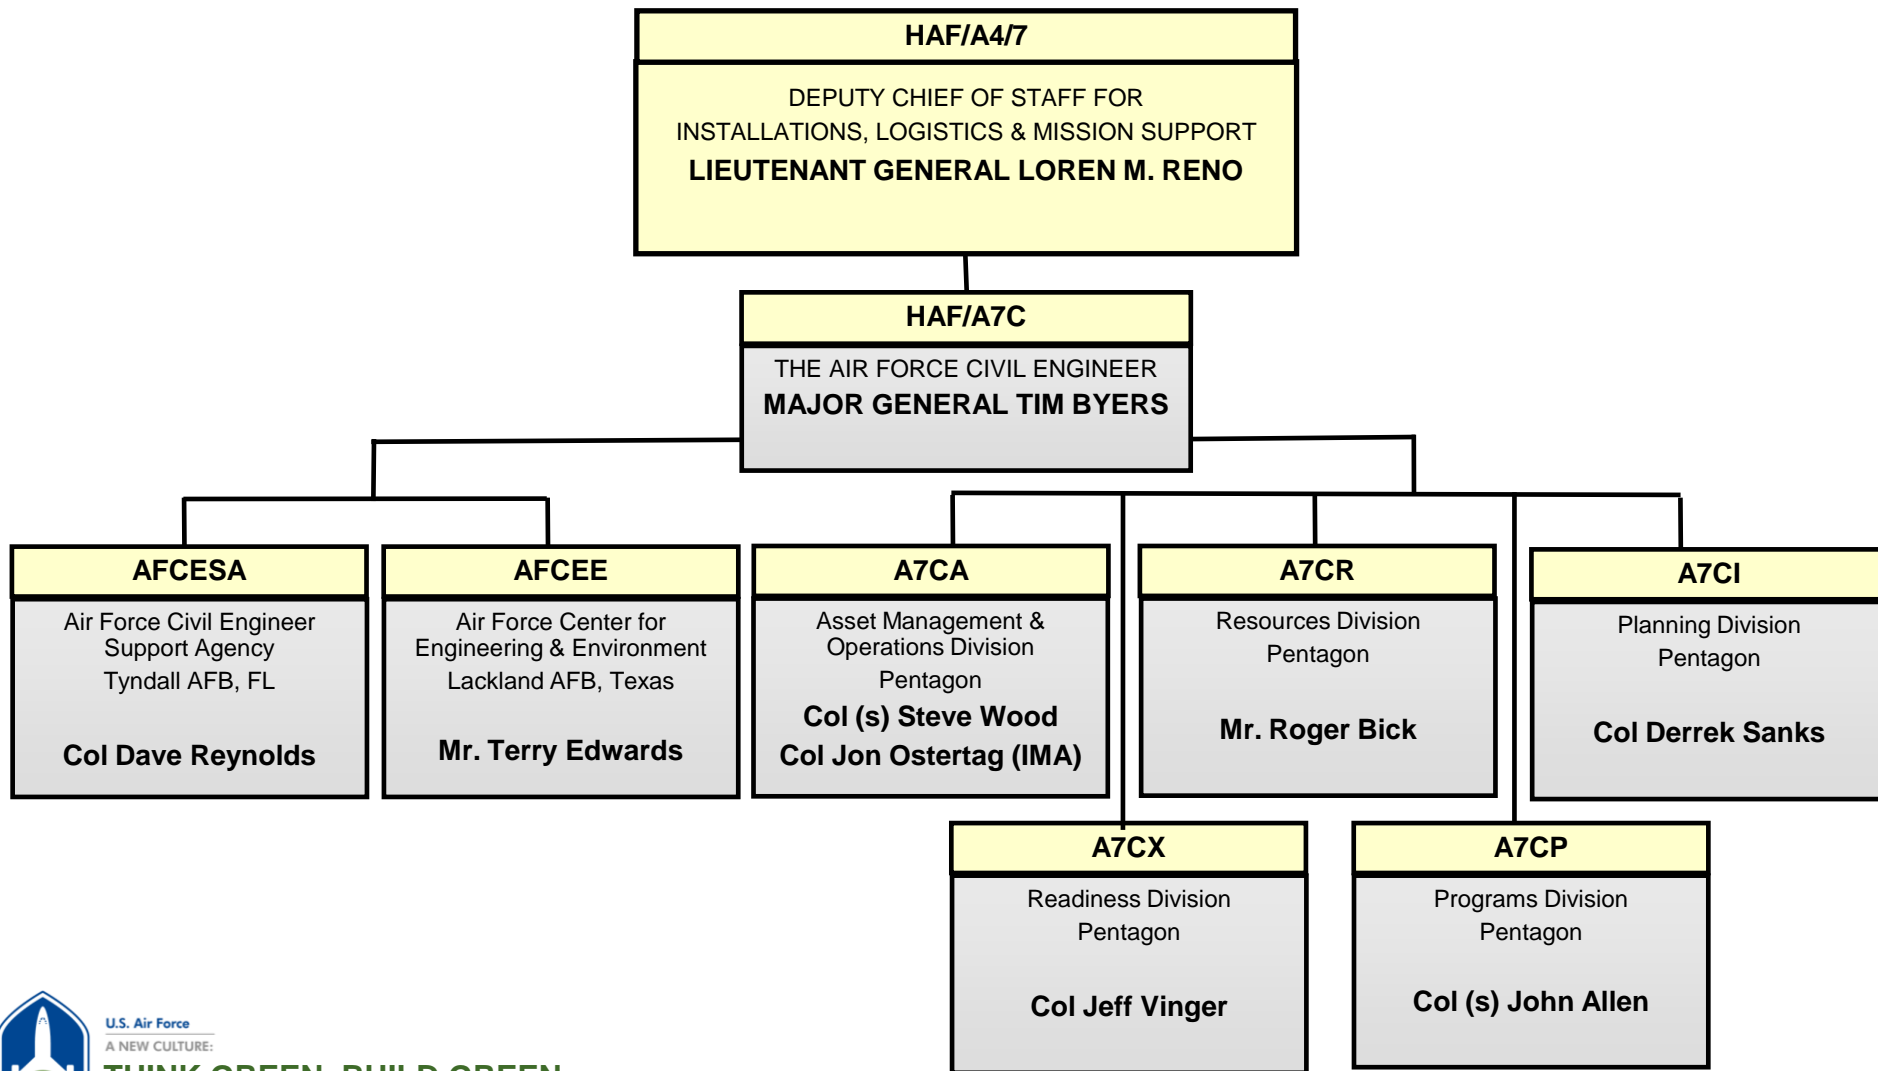 HAF/A4/7
DEPUTY CHIEF OF STAFF FOR
INSTALLATIONS, LOGISTICS & MISSION SUPPORT
LIEUTENANT GENERAL LOREN M. RENO
HAF/A7C
THE AIR FORCE CIVIL ENGINEER
MAJOR GENERAL TIM BYERS
AFCESA
Air Force Civil Engineer
Support Agency
Tyndall AFB, FL
Col Dave Reynolds
AFCEE
Air Force Center for
Engineering & Environment
Lackland AFB, Texas
Mr. Terry Edwards
A7CA
Asset Management &
Operations Division
Pentagon
Col (s) Steve Wood
Col Jon Ostertag (IMA)
A7CR
Resources Division
Pentagon
Mr. Roger Bick
A7CI
Planning Division
Pentagon
Col Derrek Sanks
A7CX
Readiness Division
Pentagon
Col Jeff Vinger
A7CP
Programs Division
Pentagon
Col (s) John Allen
U.S. Air Force
A NEW CULTURE:
THINK GREEN, BUILD GREEN